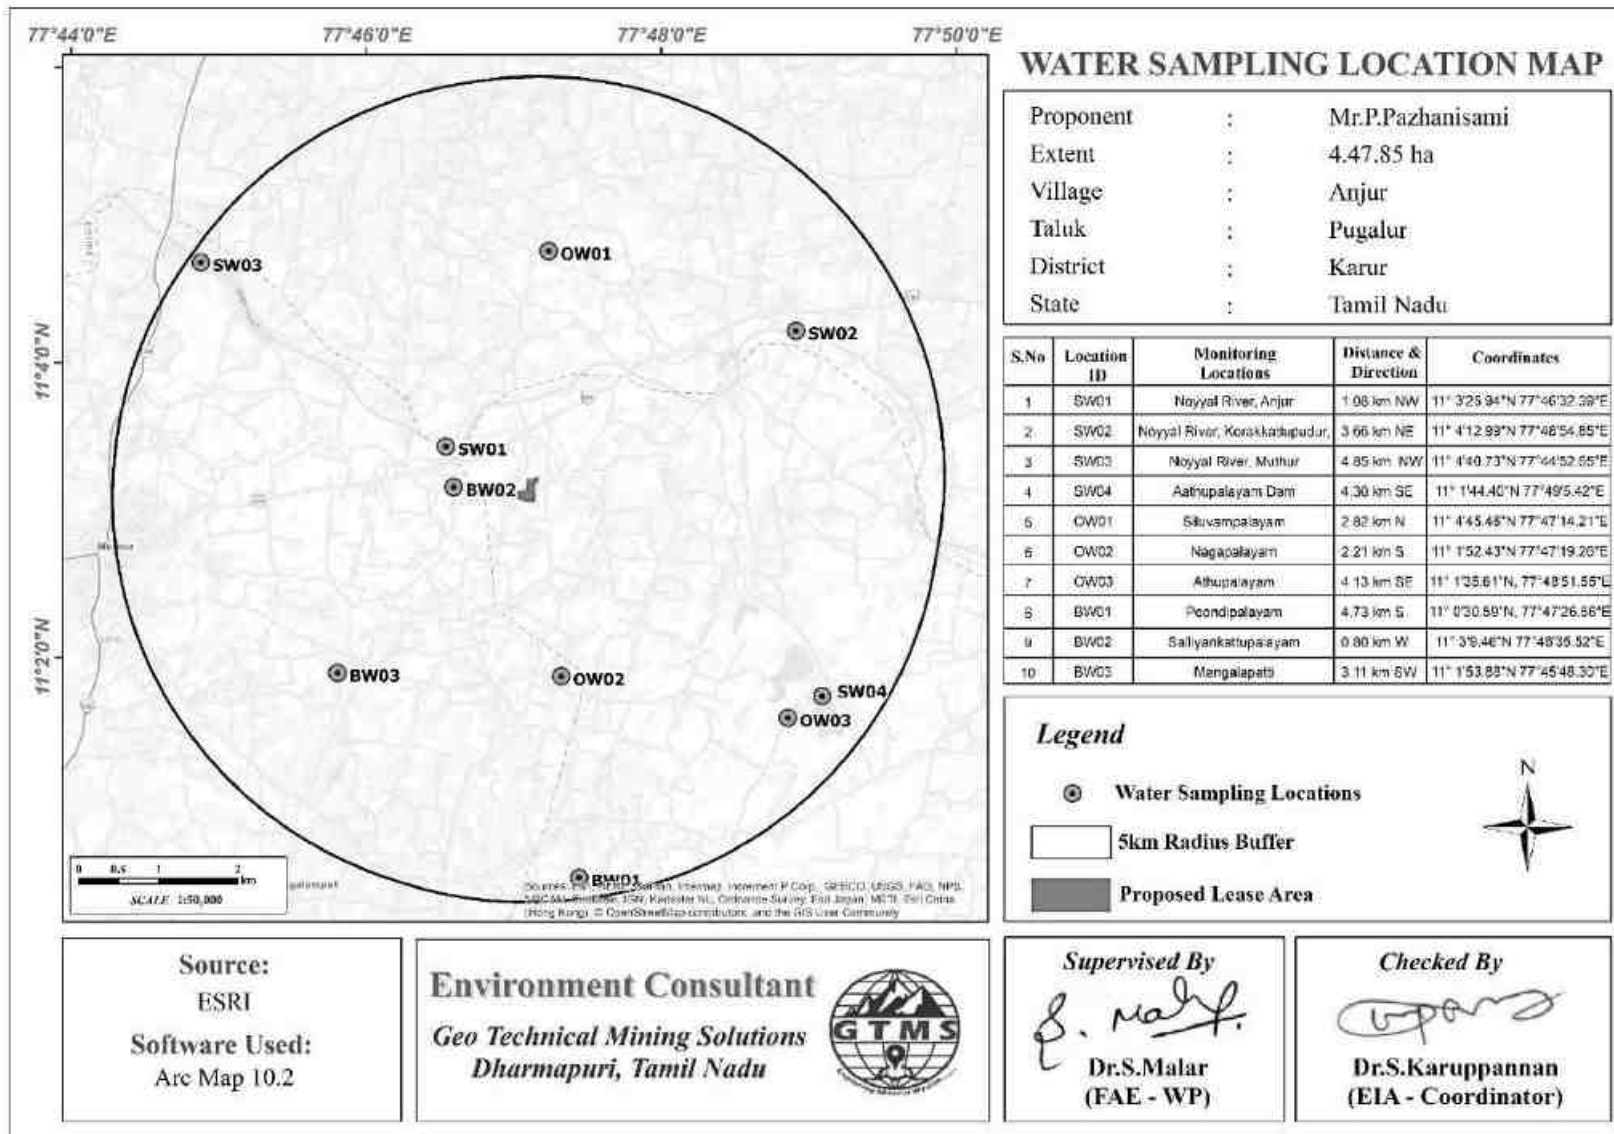 77°44'0"E 77°46'0"E 77°48'0"E 77°50'0"E
11°4'0"N
11°2'0"N
SW03
OW01
SW02
SW01
BW02
BW03
OW02
SW04
OW03
BW01
0 0.5 1 2
km
SCALE 1:50,000
WATER SAMPLING LOCATION MAP
Proponent : Mr.P.Pazhanisami
Extent : 4.47.85 ha
Village : Anjur
Taluk : Pugalur
District : Karur
State : Tamil Nadu
S.No Location ID Monitoring Locations Distance & Direction Coordinates
1 SW01 Noyyal River, Anjur 1.08 km NW 11° 3'25.94"N 77°46'32.39"E
2 SW02 Noyyal River, Korakkattupudur, 3.66 km NE 11° 4'12.99"N 77°48'54.85"E
3 SW03 Noyyal River, Muthur 4.85 km NW 11° 4'40.73"N 77°44'52.65"E
4 SW04 Aathupalayam Dam 4.30 km SE 11° 1'44.40"N 77°49'5.42"E
5 OW01 Siluvampalayam 2.82 km N 11° 4'45.46"N 77°47'14.21"E
6 OW02 Nagapalayam 2.21 km S 11° 1'52.43"N 77°47'19.26"E
7 OW03 Athupalayam 4.13 km SE 11° 1'35.61"N, 77°48'51.55"E
8 BW01 Poondipalayam 4.73 km S 11° 0'30.89"N, 77°47'26.86"E
9 BW02 Salliyankattupalayam 0.80 km W 11° 3'9.46"N 77°46'35.52"E
10 BW03 Mangalapatti 3.11 km SW 11° 1'53.88"N 77°45'48.30"E
Legend
Water Sampling Locations
5km Radius Buffer
Proposed Lease Area
N
Source:
ESRI
Software Used:
Arc Map 10.2
Environment Consultant
Geo Technical Mining Solutions
Dharmapuri, Tamil Nadu
GTMS
Supervised By
Dr.S.Malar
(FAE - WP)
Checked By
Dr.S.Karuppannan
(EIA - Coordinator)